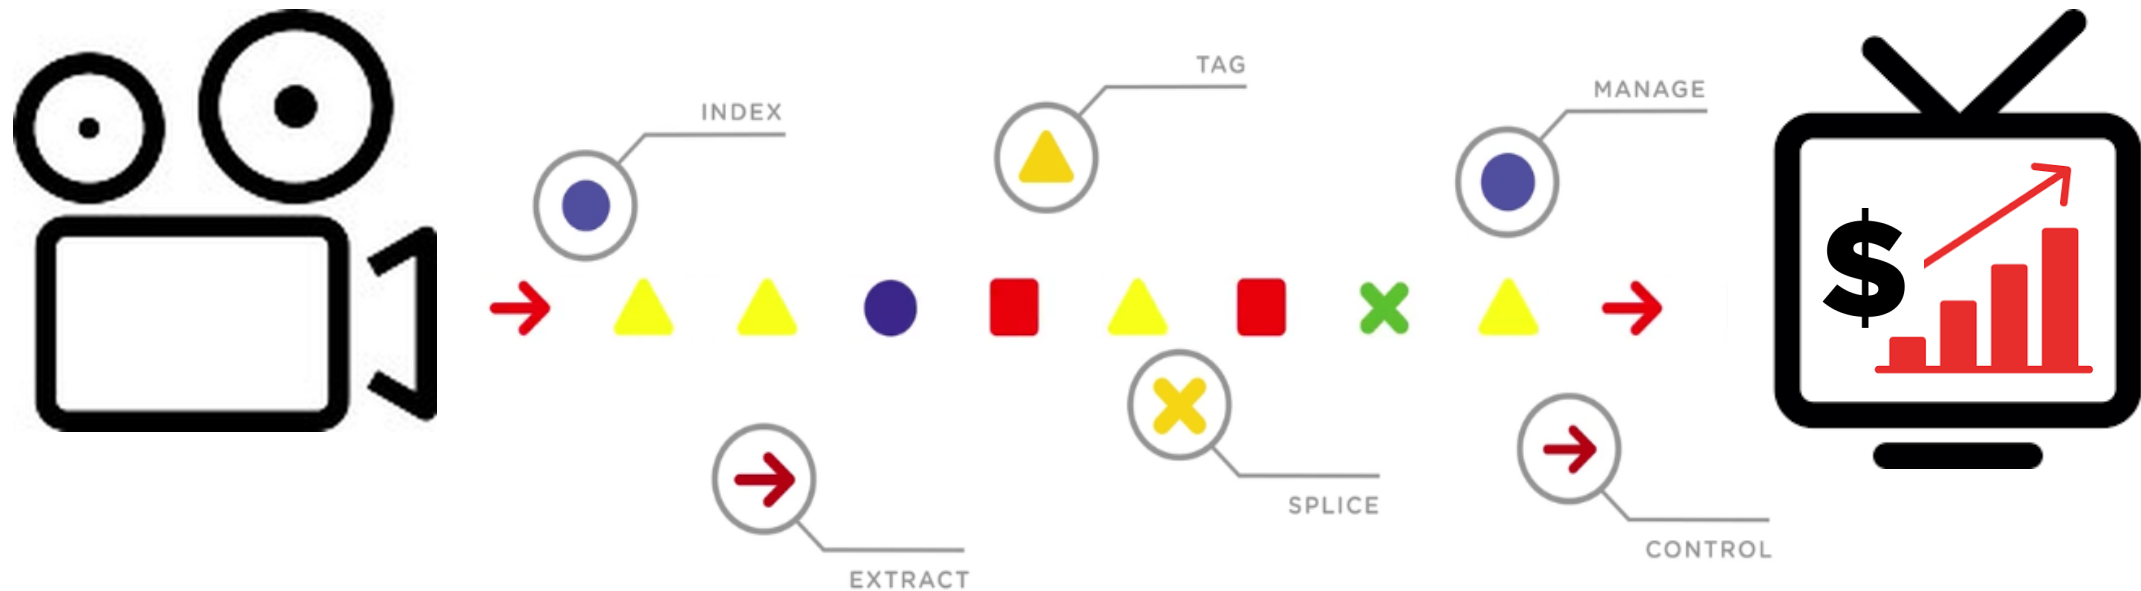 INDEX
TAG
MANAGE
$
EXTRACT
SPLICE
CONTROL